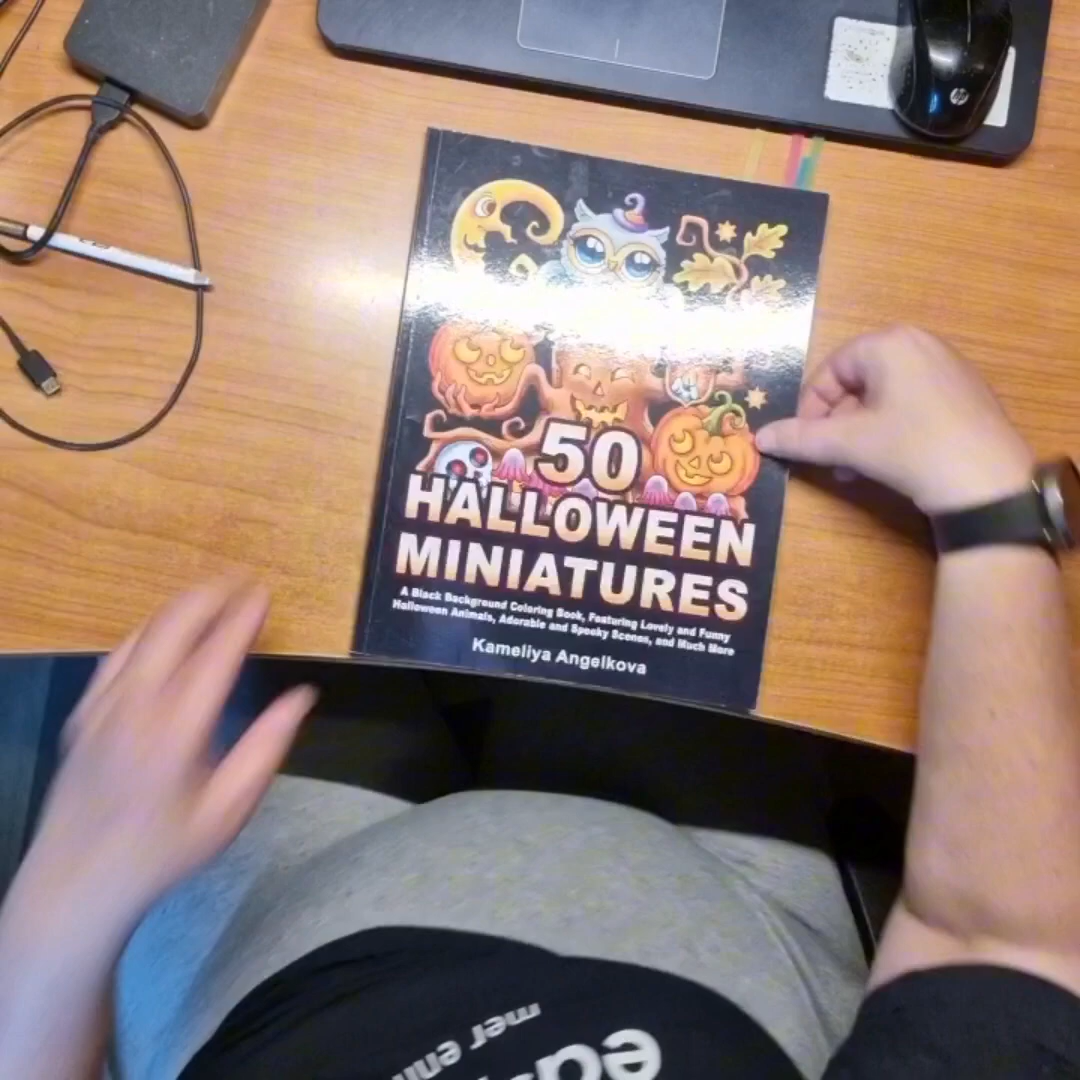 hp
50
HALLOWEEN
MINIATURES
A Black Background Coloring Book, Featuring Lovely and Funny
Halloween Animals, Adorable and Spooky Scenes, and Much More
Kameliya Angelkova